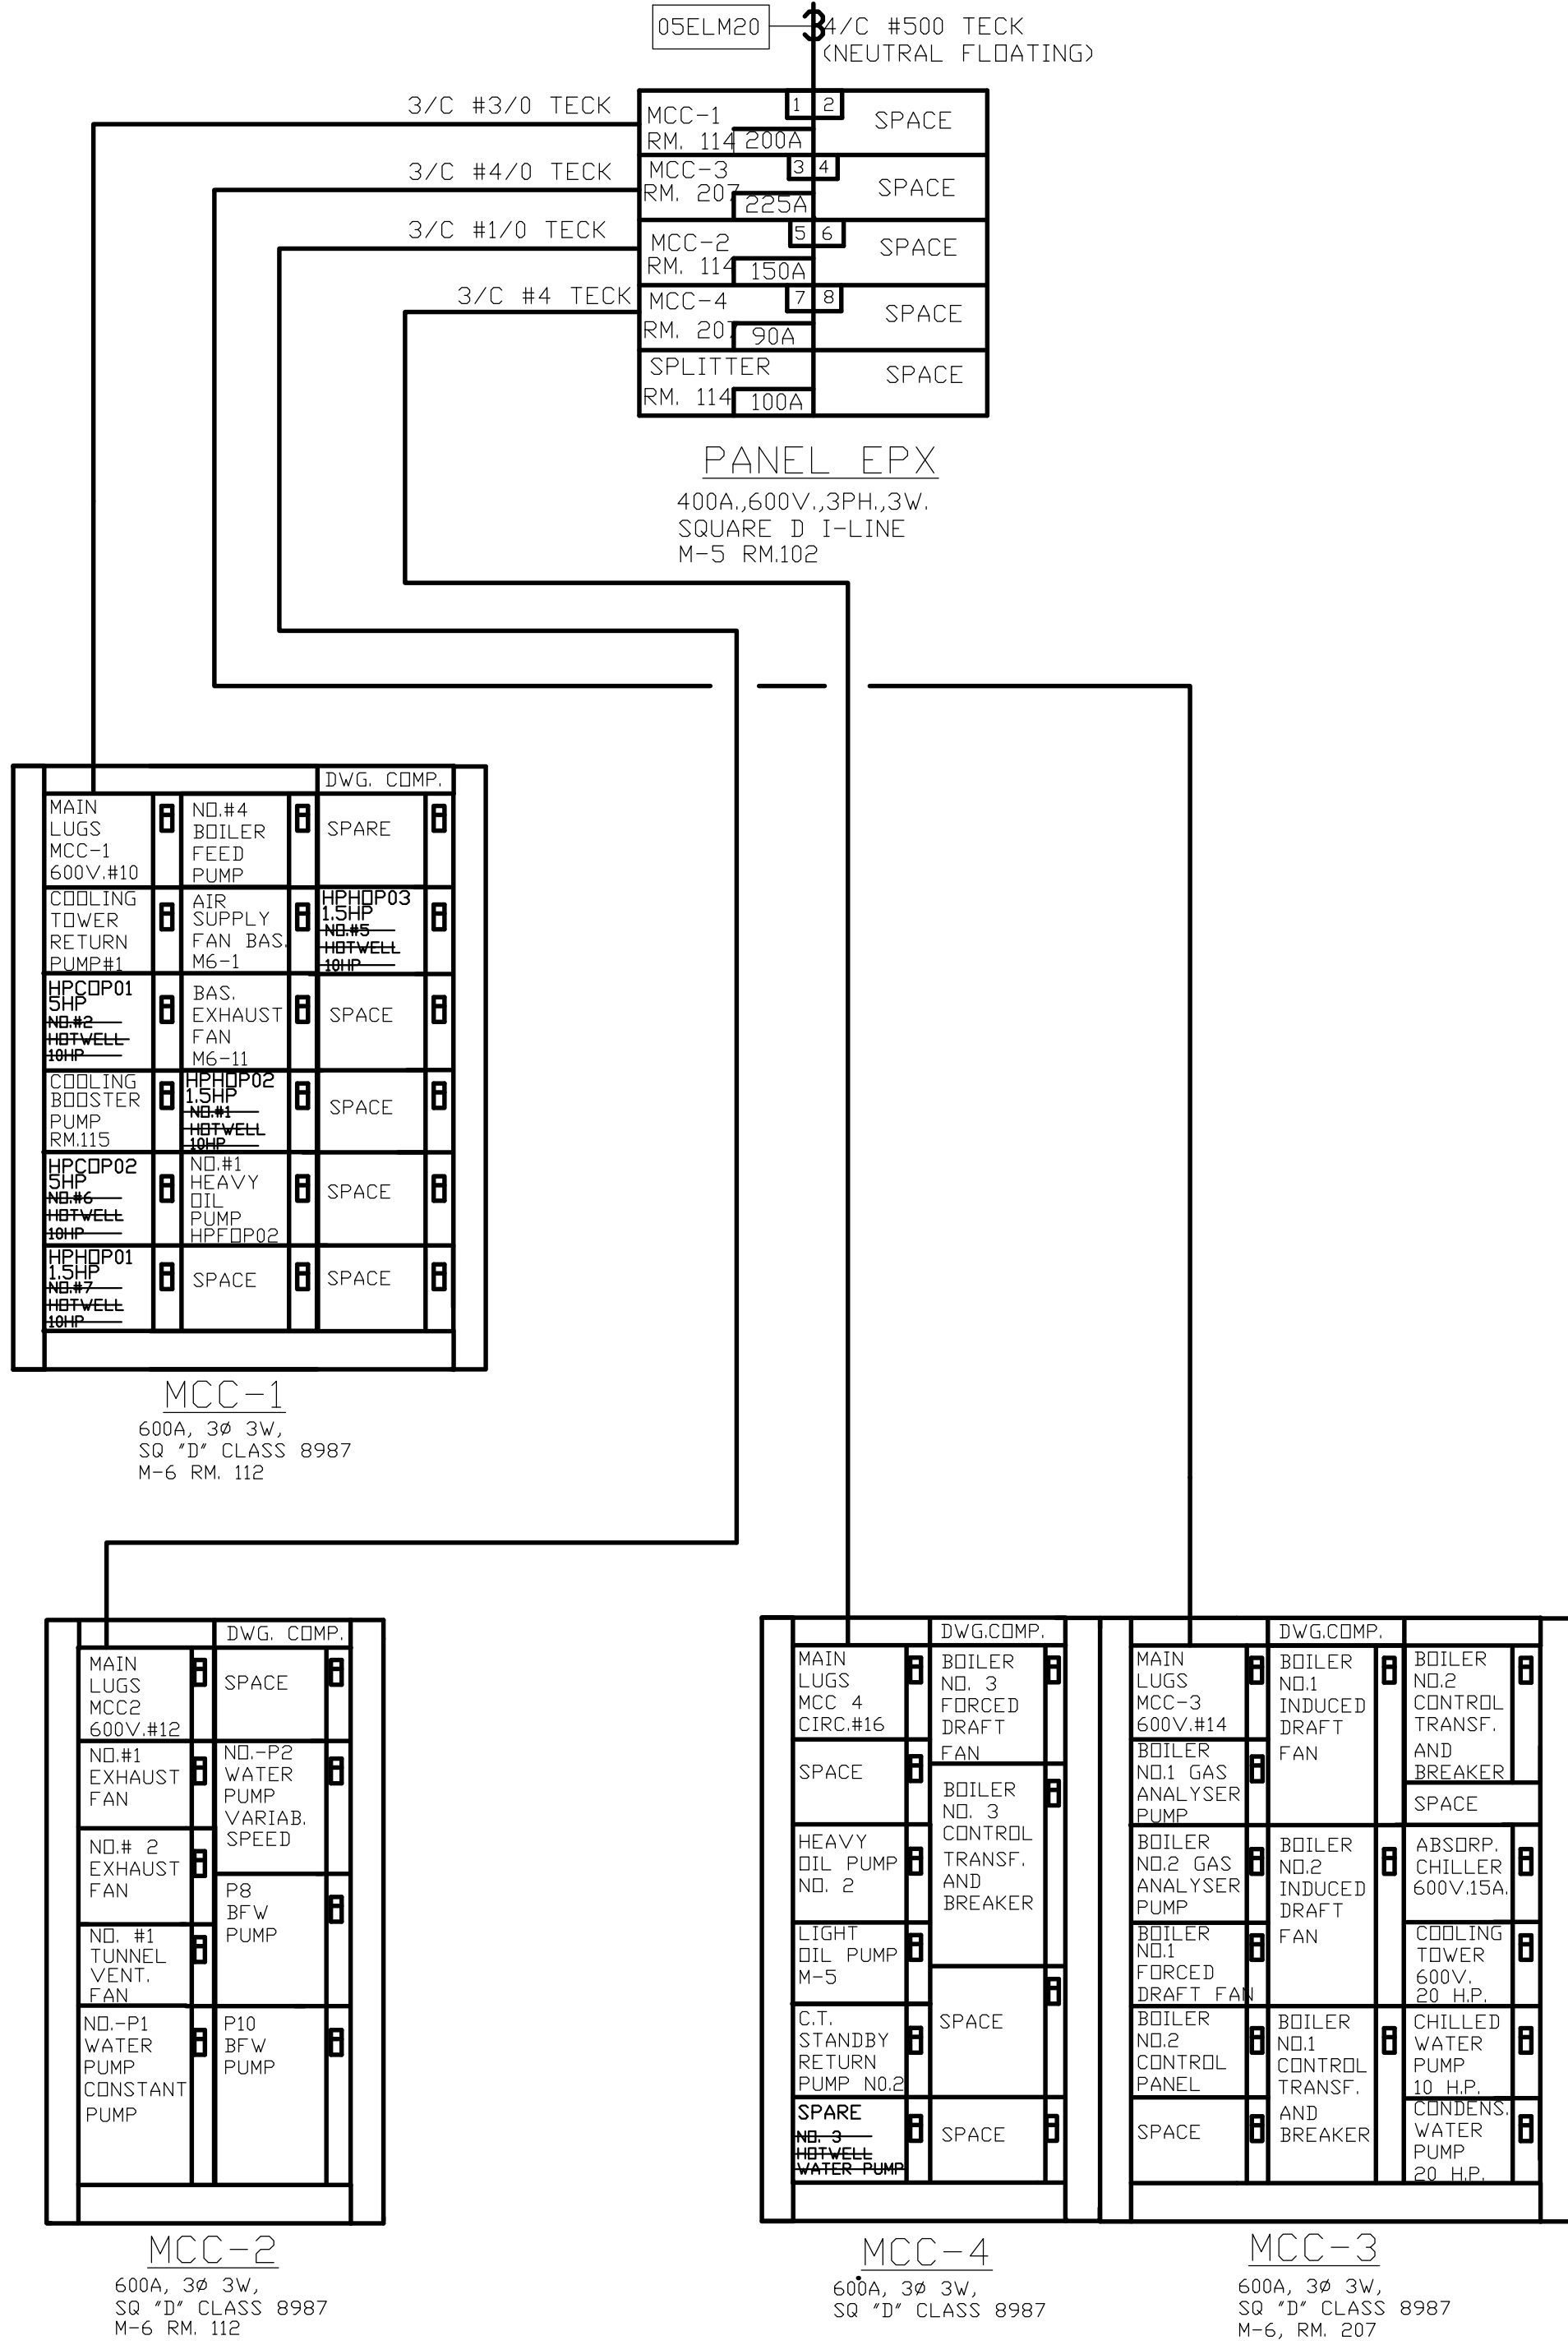 05ELM20
4/C #500 TECK
(NEUTRAL FLOATING)
3/C #3/0 TECK
MCC-1
RM. 114
200A
1
2
SPACE
3/C #4/0 TECK
MCC-3
RM. 207
225A
3
4
SPACE
3/C #1/0 TECK
MCC-2
RM. 114
150A
5
6
SPACE
3/C #4 TECK
MCC-4
RM. 207
90A
7
8
SPACE
SPLITTER
RM. 114
100A
SPACE
PANEL EPX
400A.,600V.,3PH.,3W.
SQUARE D I-LINE
M-5 RM.102
DWG. COMP.
MAIN
LUGS
MCC-1
600V.#10
NO.#4
BOILER
FEED
PUMP
SPARE
COOLING
TOWER
RETURN
PUMP#1
AIR
SUPPLY
FAN BAS.
M6-1
HPHOP03
1.5HP
NO.#5
HOTWELL
10HP
HPCOP01
5HP
NO.#2
HOTWELL
10HP
BAS.
EXHAUST
FAN
M6-11
SPACE
COOLING
BOOSTER
PUMP
RM.115
HPHOP02
1.5HP
NO.#1
HOTWELL
10HP
SPACE
HPCOP02
5HP
NO.#6
HOTWELL
10HP
NO.#1
HEAVY
OIL
PUMP
HPFOP02
SPACE
HPHOP01
1.5HP
NO.#7
HOTWELL
10HP
SPACE
SPACE
MCC-1
600A, 3Ø 3W,
SQ "D" CLASS 8987
M-6 RM. 112
DWG. COMP.
MAIN
LUGS
MCC2
600V.#12
SPACE
NO.#1
EXHAUST
FAN
NO.-P2
WATER
PUMP
VARIAB.
SPEED
NO.# 2
EXHAUST
FAN
P8
BFW
PUMP
NO. #1
TUNNEL
VENT.
FAN
NO.-P1
WATER
PUMP
CONSTANT
PUMP
P10
BFW
PUMP
MCC-2
600A, 3Ø 3W,
SQ "D" CLASS 8987
M-6 RM. 112
DWG.COMP.
MAIN
LUGS
MCC 4
CIRC.#16
BOILER
NO. 3
FORCED
DRAFT
FAN
SPACE
BOILER
NO. 3
CONTROL
TRANSF.
AND
BREAKER
HEAVY
OIL PUMP
NO. 2
LIGHT
OIL PUMP
M-5
SPACE
C.T.
STANDBY
RETURN
PUMP NO.2
SPARE
NO. 3
HOTWELL
WATER PUMP
SPACE
MCC-4
600A, 3Ø 3W,
SQ "D" CLASS 8987
DWG.COMP.
MAIN
LUGS
MCC-3
600V.#14
BOILER
NO.1
INDUCED
DRAFT
FAN
BOILER
NO.2
CONTROL
TRANSF.
AND
BREAKER
BOILER
NO.1 GAS
ANALYSER
PUMP
SPACE
BOILER
NO.2 GAS
ANALYSER
PUMP
BOILER
NO.2
INDUCED
DRAFT
FAN
ABSORP.
CHILLER
600V.15A.
BOILER
NO.1
FORCED
DRAFT FAN
COOLING
TOWER
600V.
20 H.P.
BOILER
NO.2
CONTROL
PANEL
BOILER
NO.1
CONTROL
TRANSF.
AND
BREAKER
CHILLED
WATER
PUMP
10 H.P.
SPACE
CONDENS.
WATER
PUMP
20 H.P.
MCC-3
600A, 3Ø 3W,
SQ "D" CLASS 8987
M-6, RM. 207